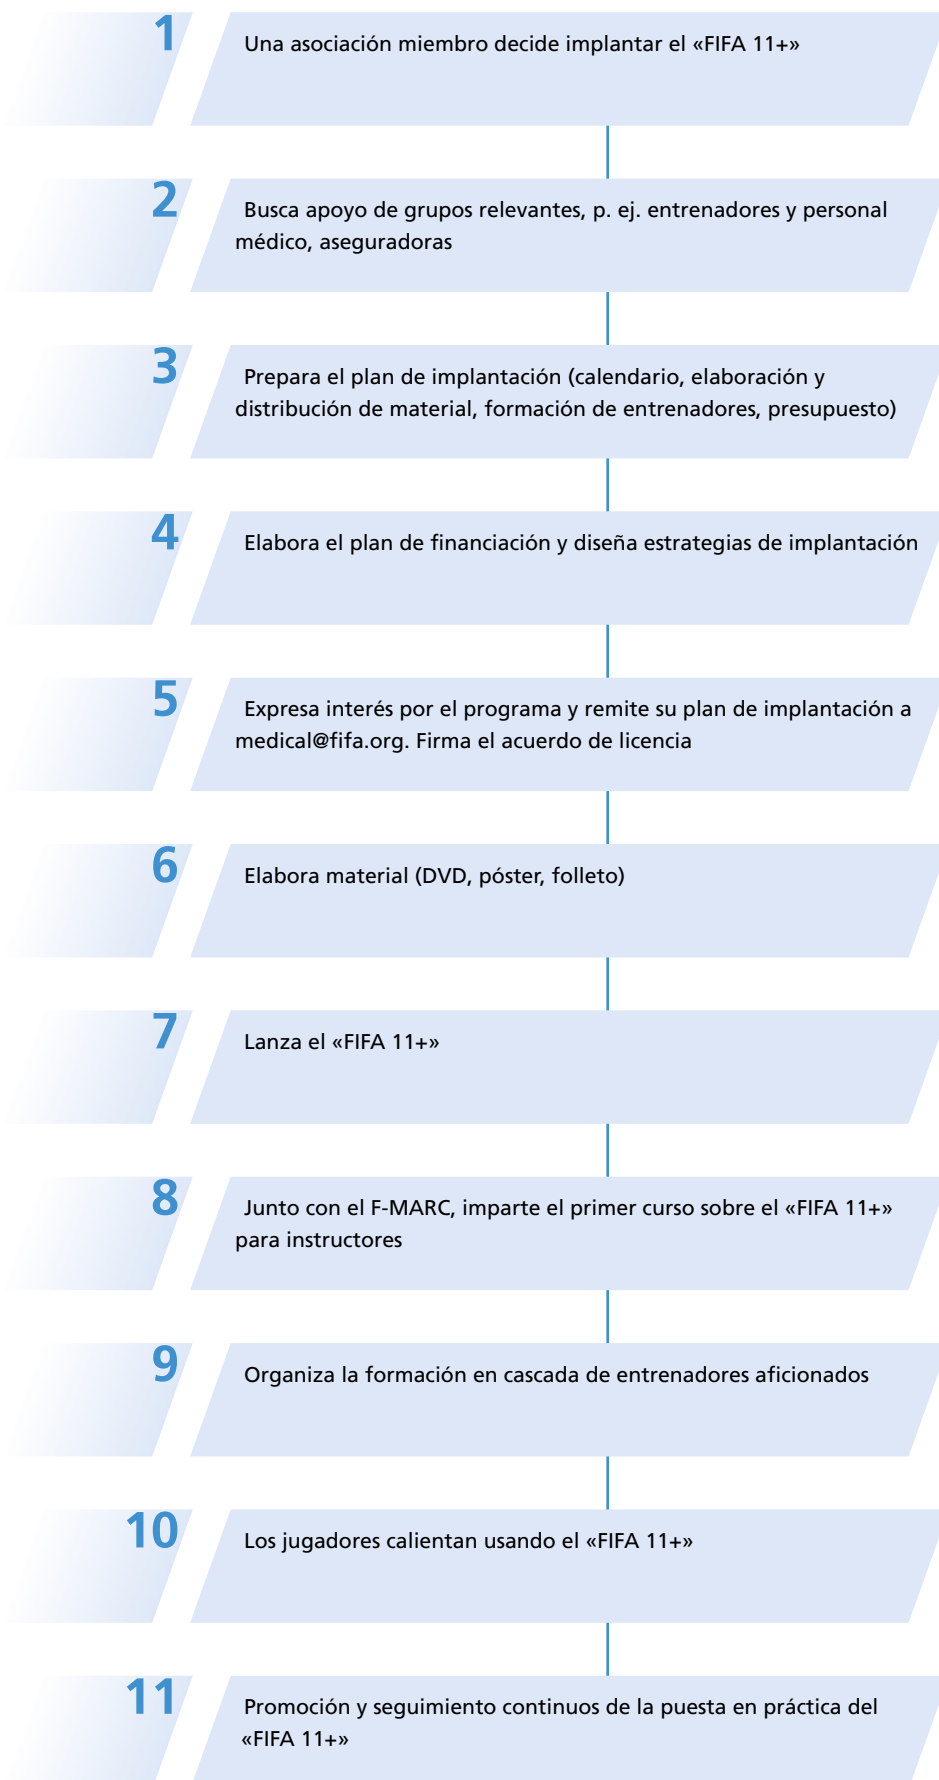 1
Una asociación miembro decide implantar el «FIFA 11+»
2
Busca apoyo de grupos relevantes, p. ej. entrenadores y personal
médico, aseguradoras
3
Prepara el plan de implantación (calendario, elaboración y
distribución de material, formación de entrenadores, presupuesto)
4
Elabora el plan de financiación y diseña estrategias de implantación
5
Expresa interés por el programa y remite su plan de implantación a
medical@fifa.org. Firma el acuerdo de licencia
6
Elabora material (DVD, póster, folleto)
7
Lanza el «FIFA 11+»
8
Junto con el F-MARC, imparte el primer curso sobre el «FIFA 11+»
para instructores
9
Organiza la formación en cascada de entrenadores aficionados
10
Los jugadores calientan usando el «FIFA 11+»
11
Promoción y seguimiento continuos de la puesta en práctica del
«FIFA 11+»